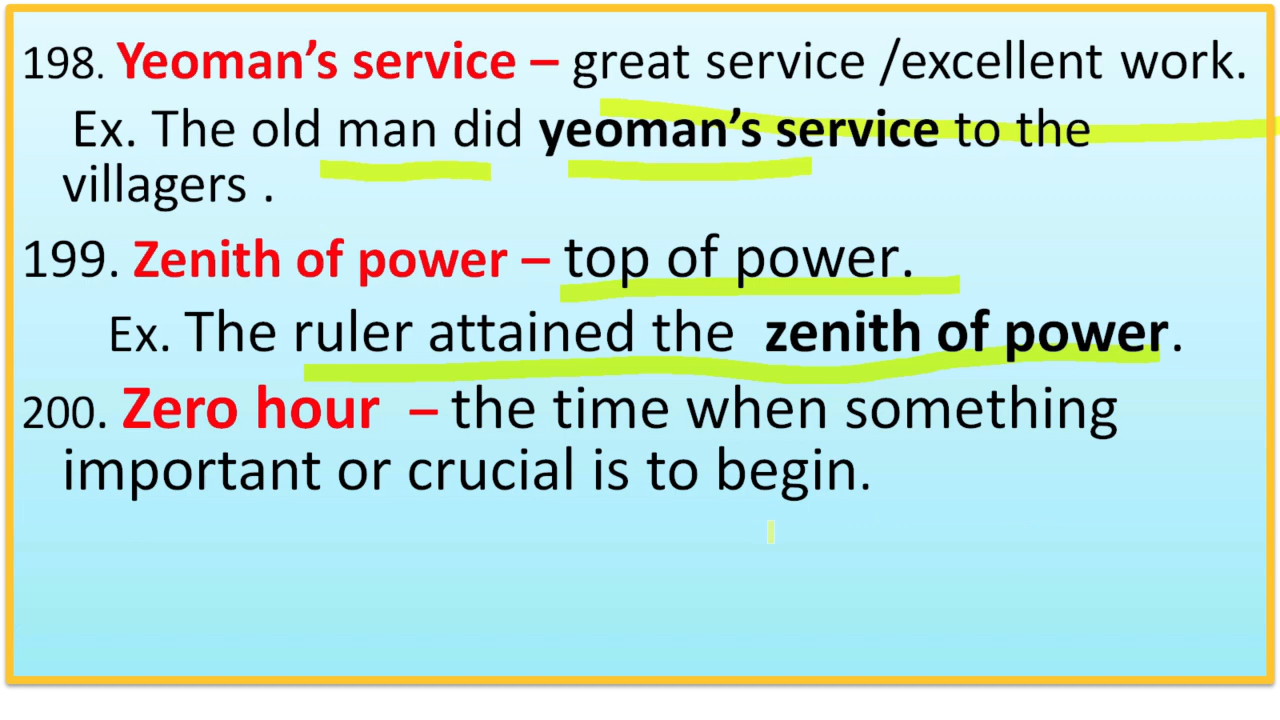 198. Yeoman's service – great service /excellent work.
Ex. The old man did yeoman's service to the
villagers .
199. Zenith of power – top of power.
Ex. The ruler attained the zenith of power.
200. Zero hour – the time when something
important or crucial is to begin.